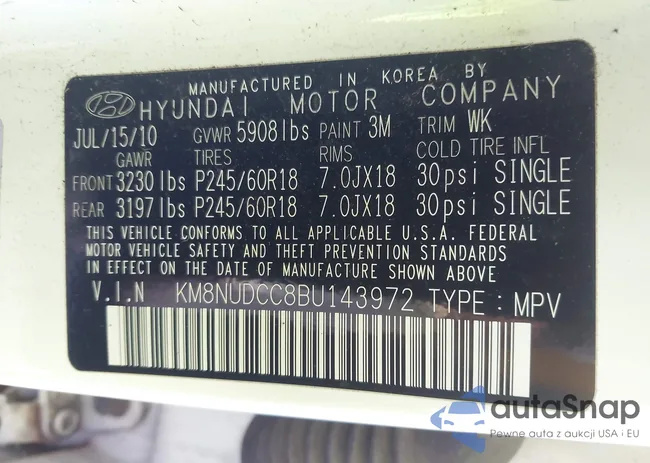 MANUFACTURED IN KOREA BY
HYUNDAI MOTOR COMPANY
JUL/15/10 GVWR 5908lbs PAINT 3M TRIM WK
GAWR TIRES RIMS COLD TIRE INFL
FRONT 3230lbs P245/60R18 7.0JX18 30psi SINGLE
REAR 3197lbs P245/60R18 7.0JX18 30psi SINGLE
THIS VEHICLE CONFORMS TO ALL APPLICABLE U.S.A. FEDERAL
MOTOR VEHICLE SAFETY AND THEFT PREVENTION STANDARDS
IN EFFECT ON THE DATE OF MANUFACTURE SHOWN ABOVE
V.I.N KM8NUDCC8BU143972 TYPE : MPV
autaSnap
Pewne auta z aukcji USA i EU